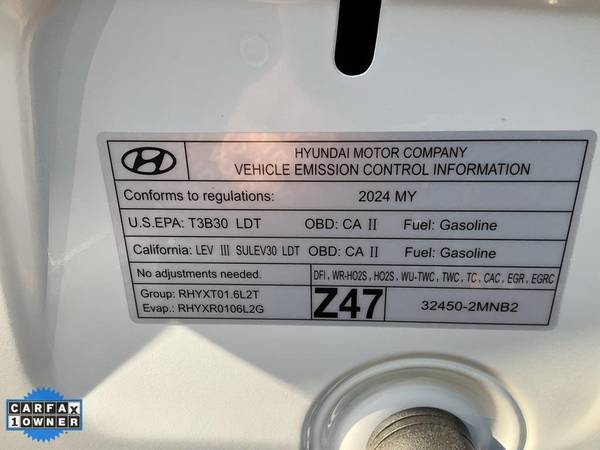 HYUNDAI MOTOR COMPANY
VEHICLE EMISSION CONTROL INFORMATION
Conforms to regulations: 2024 MY
U.S.EPA: T3B30 LDT OBD: CA II Fuel: Gasoline
California: LEV III SULEV30 LDT OBD: CA II Fuel: Gasoline
No adjustments needed. DFI, WR-HO2S, HO2S, WU-TWC, TWC, TC, CAC, EGR, EGRC
Group: RHYXT01.6L2T
Evap.: RHYXR0106L2G
Z47
32450-2MNB2
CARFAX
1 OWNER